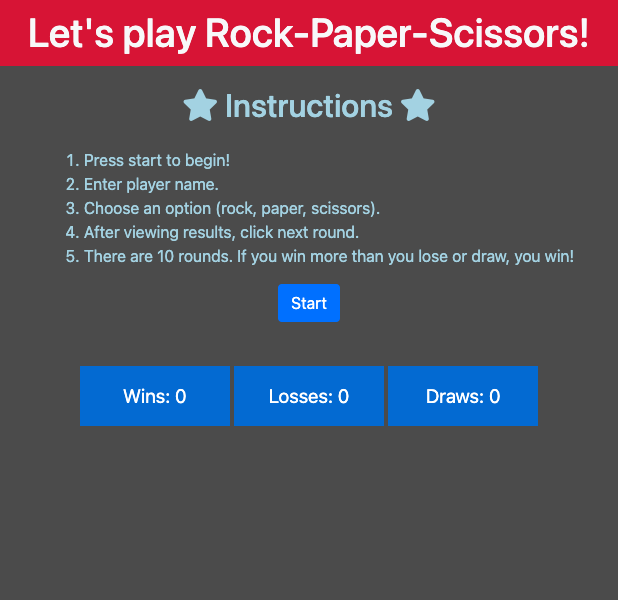 Let's play Rock-Paper-Scissors!
Instructions
1. Press start to begin!
2. Enter player name.
3. Choose an option (rock, paper, scissors).
4. After viewing results, click next round.
5. There are 10 rounds. If you win more than you lose or draw, you win!
Start
Wins: 0 Losses: 0 Draws: 0